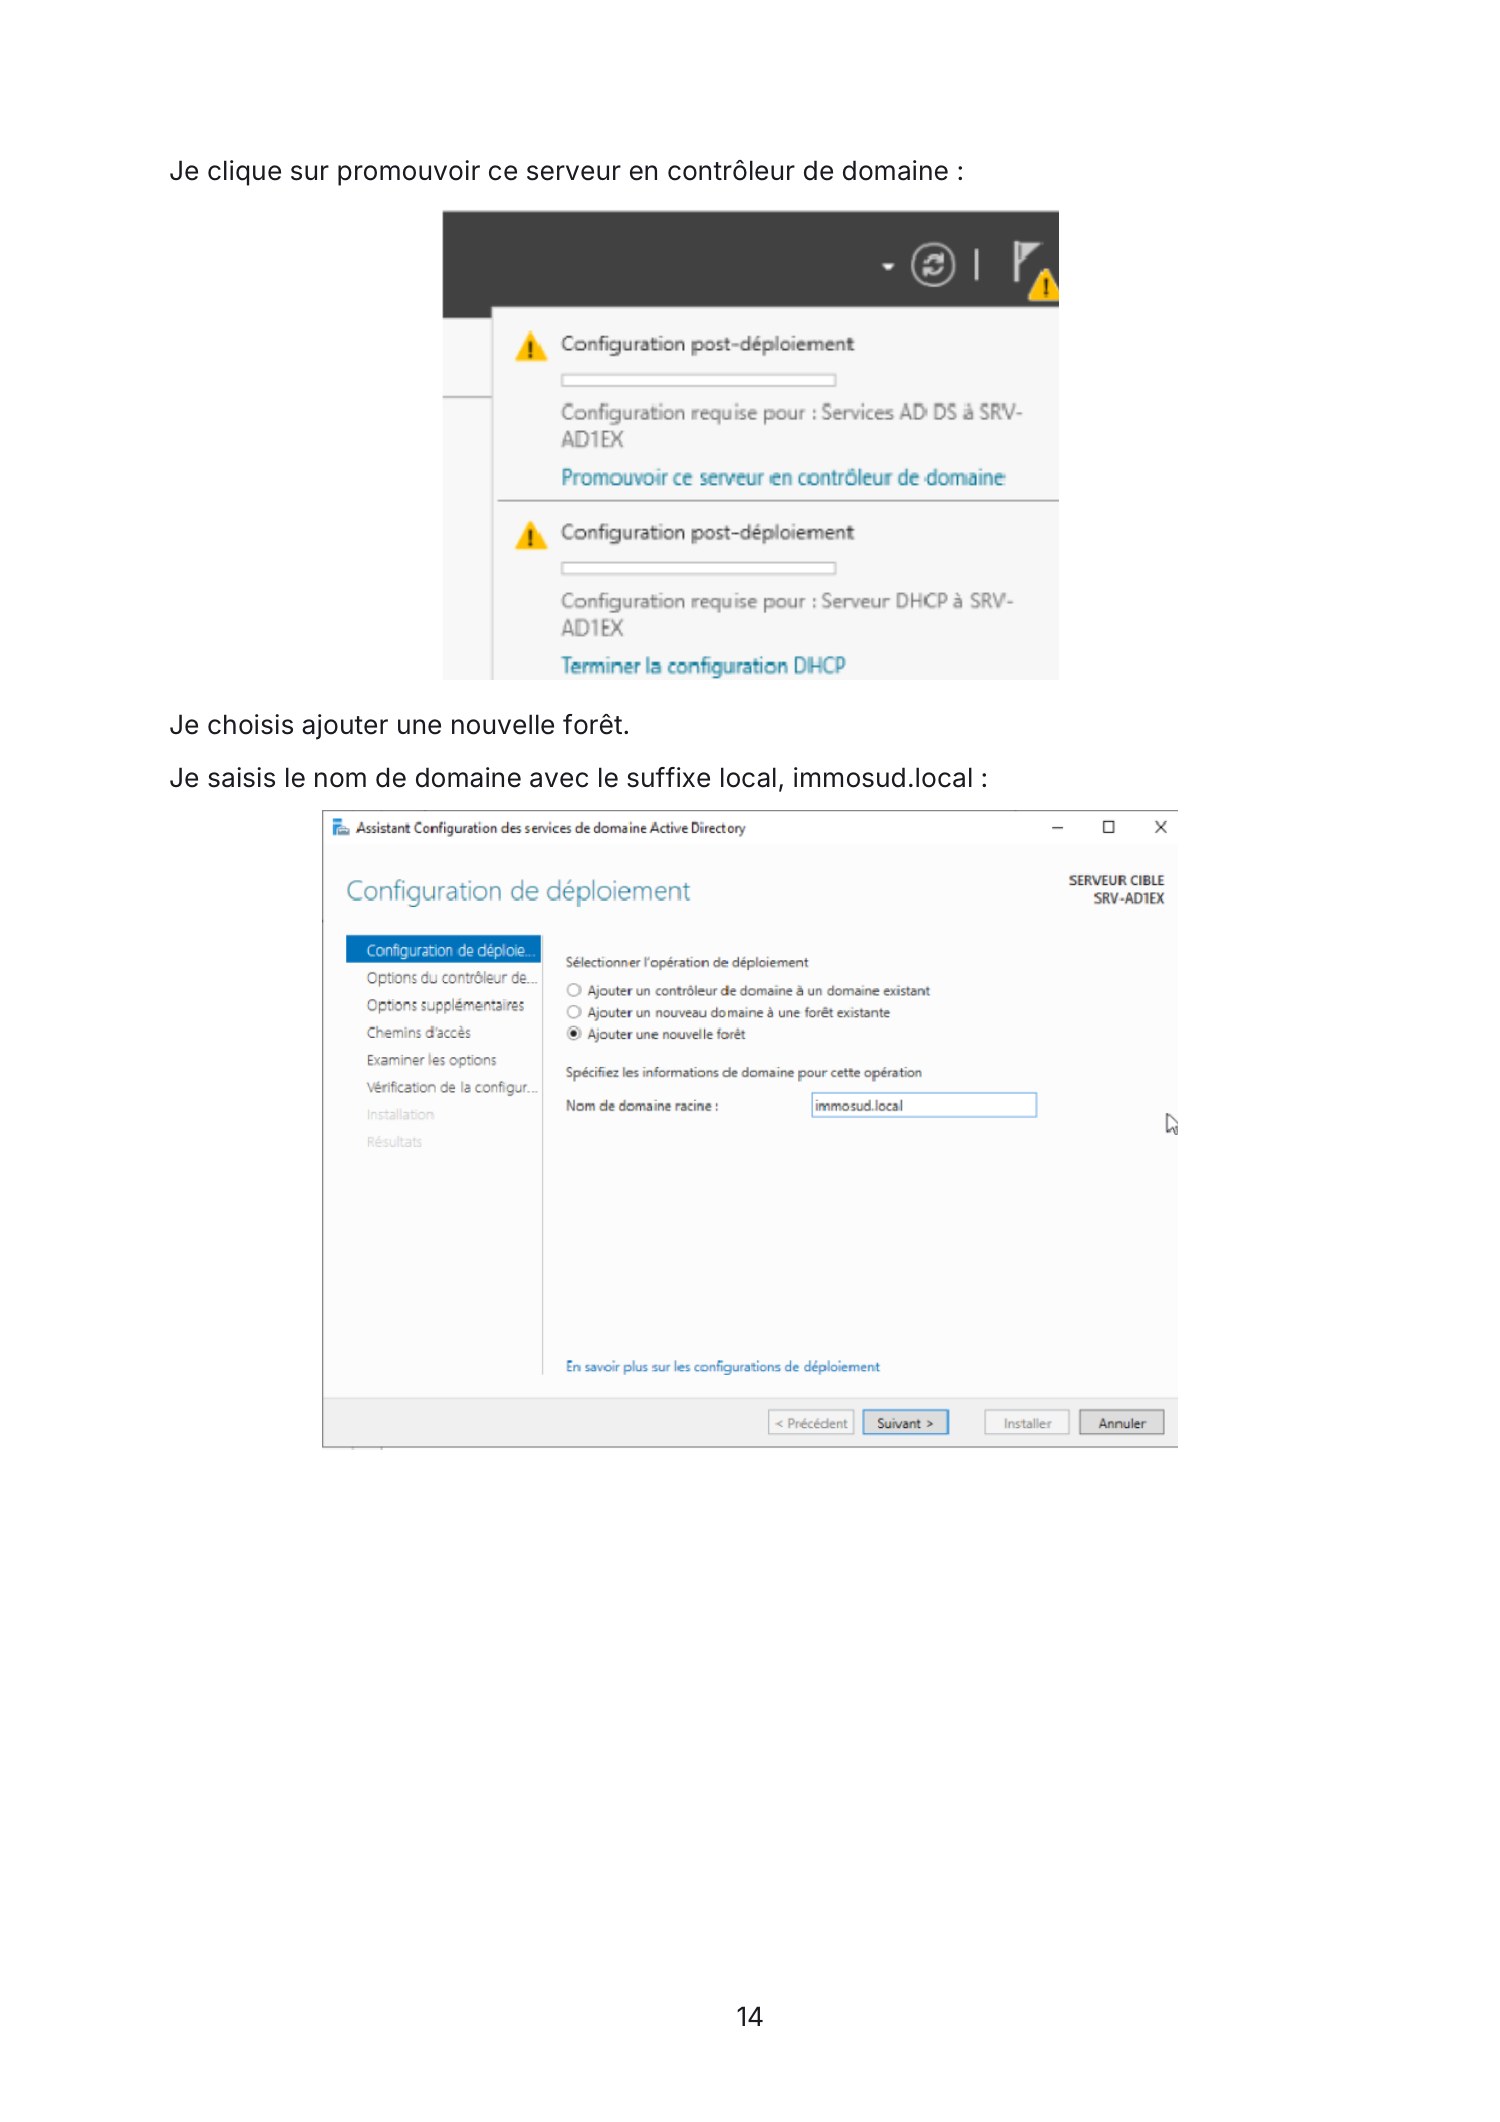 Je clique sur promouvoir ce serveur en contrôleur de domaine :
Configuration post-déploiement
Configuration requise pour : Services AD DS à SRV-
AD1EX
Promouvoir ce serveur en contrôleur de domaine
Configuration post-déploiement
Configuration requise pour : Serveur DHCP à SRV-
AD1EX
Terminer la configuration DHCP
Je choisis ajouter une nouvelle forêt.
Je saisis le nom de domaine avec le suffixe local, immosud.local :
Assistant Configuration des services de domaine Active Directory
Configuration de déploiement
SERVEUR CIBLE
SRV-AD1EX
Configuration de déploie...
Options du contrôleur de...
Options supplémentaires
Chemins d'accès
Examiner les options
Vérification de la configur...
Installation
Résultats
Sélectionner l'opération de déploiement
Ajouter un contrôleur de domaine à un domaine existant
Ajouter un nouveau domaine à une forêt existante
Ajouter une nouvelle forêt
Spécifiez les informations de domaine pour cette opération
Nom de domaine racine : immosud.local
En savoir plus sur les configurations de déploiement
< Précédent Suivant > Installer Annuler
14